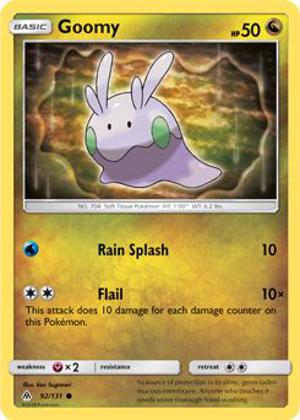 BASIC Goomy HP 50
NO. 704 Soft Tissue Pokémon HT: 1'00" WT: 6.2 lbs.
Rain Splash 10
Flail 10×
This attack does 10 damage for each damage counter on
this Pokémon.
weakness ×2 resistance retreat
Illus. Ken Sugimori
92/131
Its source of protection is its slimy, germ-laden
mucous membrane. Anyone who touches it
needs some thorough hand-washing.